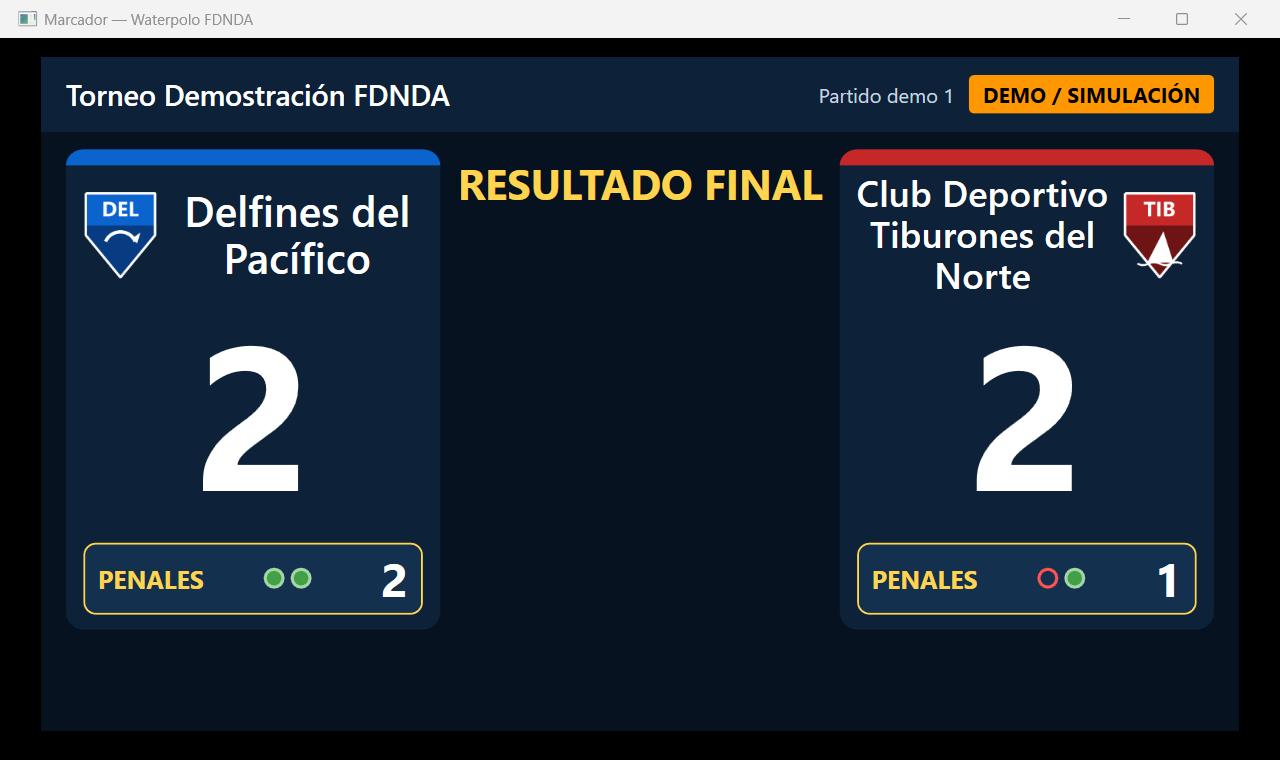 Marcador — Waterpolo FDNDA
Torneo Demostración FDNDA
Partido demo 1
DEMO / SIMULACIÓN
DEL
Delfines del
Pacífico
2
PENALES
2
RESULTADO FINAL
Club Deportivo
Tiburones del
Norte
TIB
2
PENALES
1